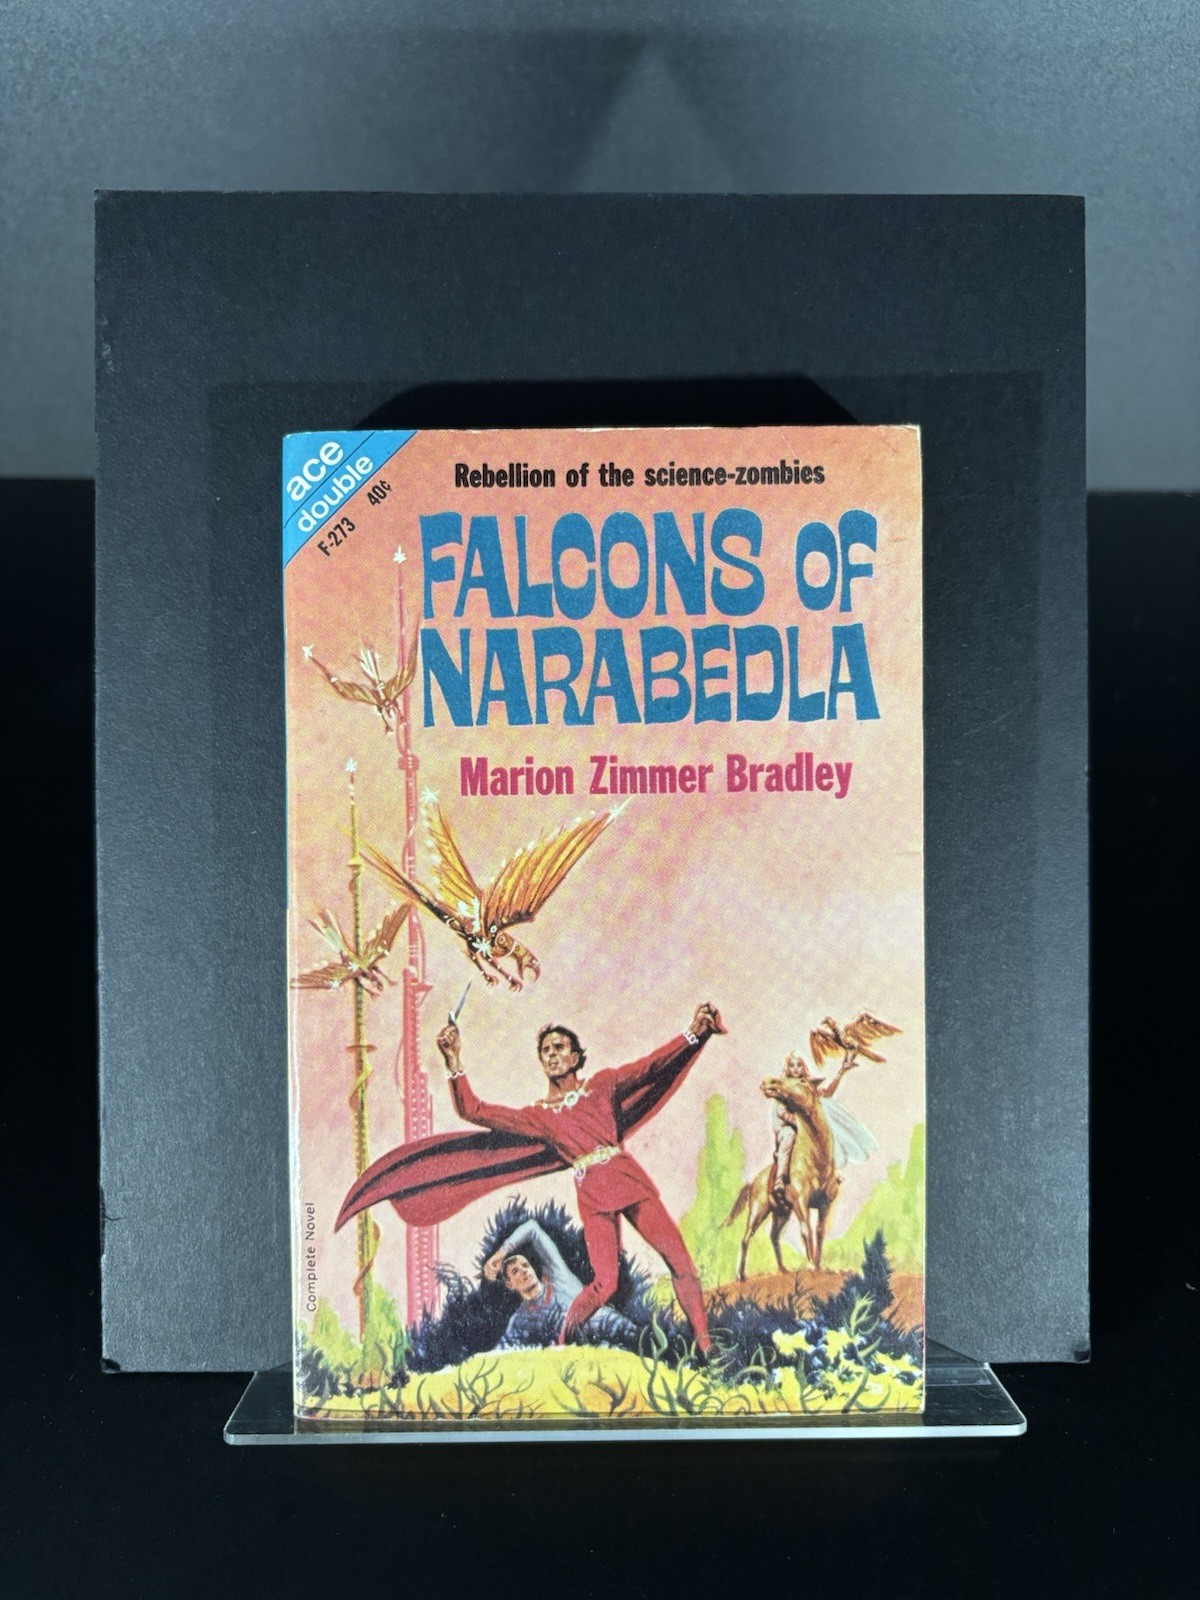 ace
double
F-273 40¢
Rebellion of the science-zombies
FALCONS OF
NARABEDLA
Marion Zimmer Bradley
Complete Novel